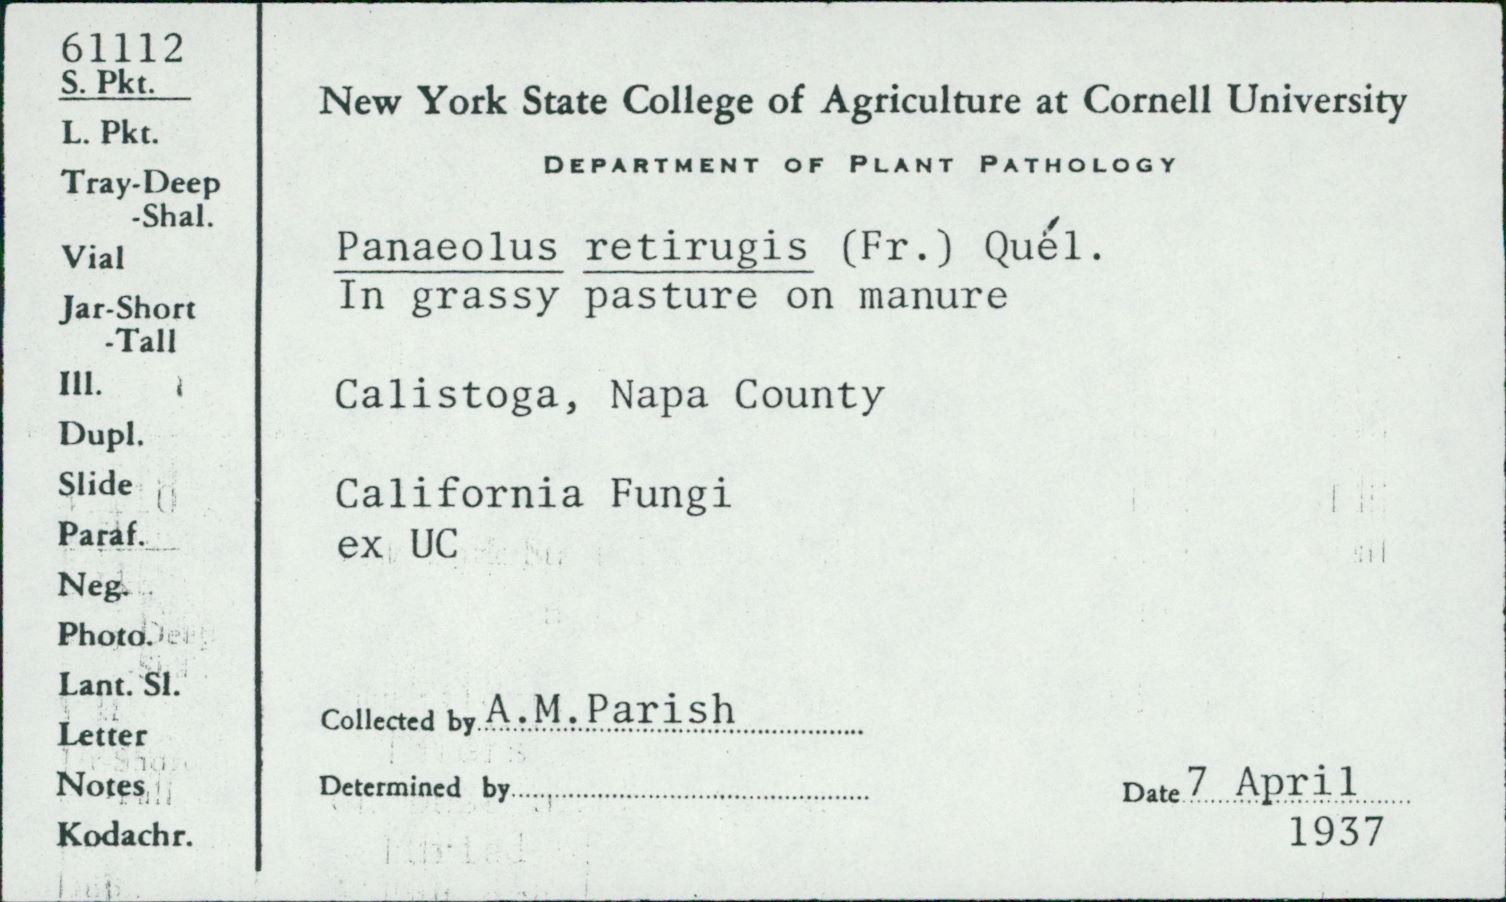 61112
S. Pkt.
L. Pkt.
Tray-Deep
-Shal.
Vial
Jar-Short
-Tall
Ill.
Dupl.
Slide
Paraf.
Neg.
Photo.
Lant. Sl.
Letter
Notes
Kodachr.
New York State College of Agriculture at Cornell University
DEPARTMENT OF PLANT PATHOLOGY
Panaeolus retirugis (Fr.) Quél.
In grassy pasture on manure
Calistoga, Napa County
California Fungi
ex UC
Collected by A.M.Parish
Determined by
Date 7 April
1937